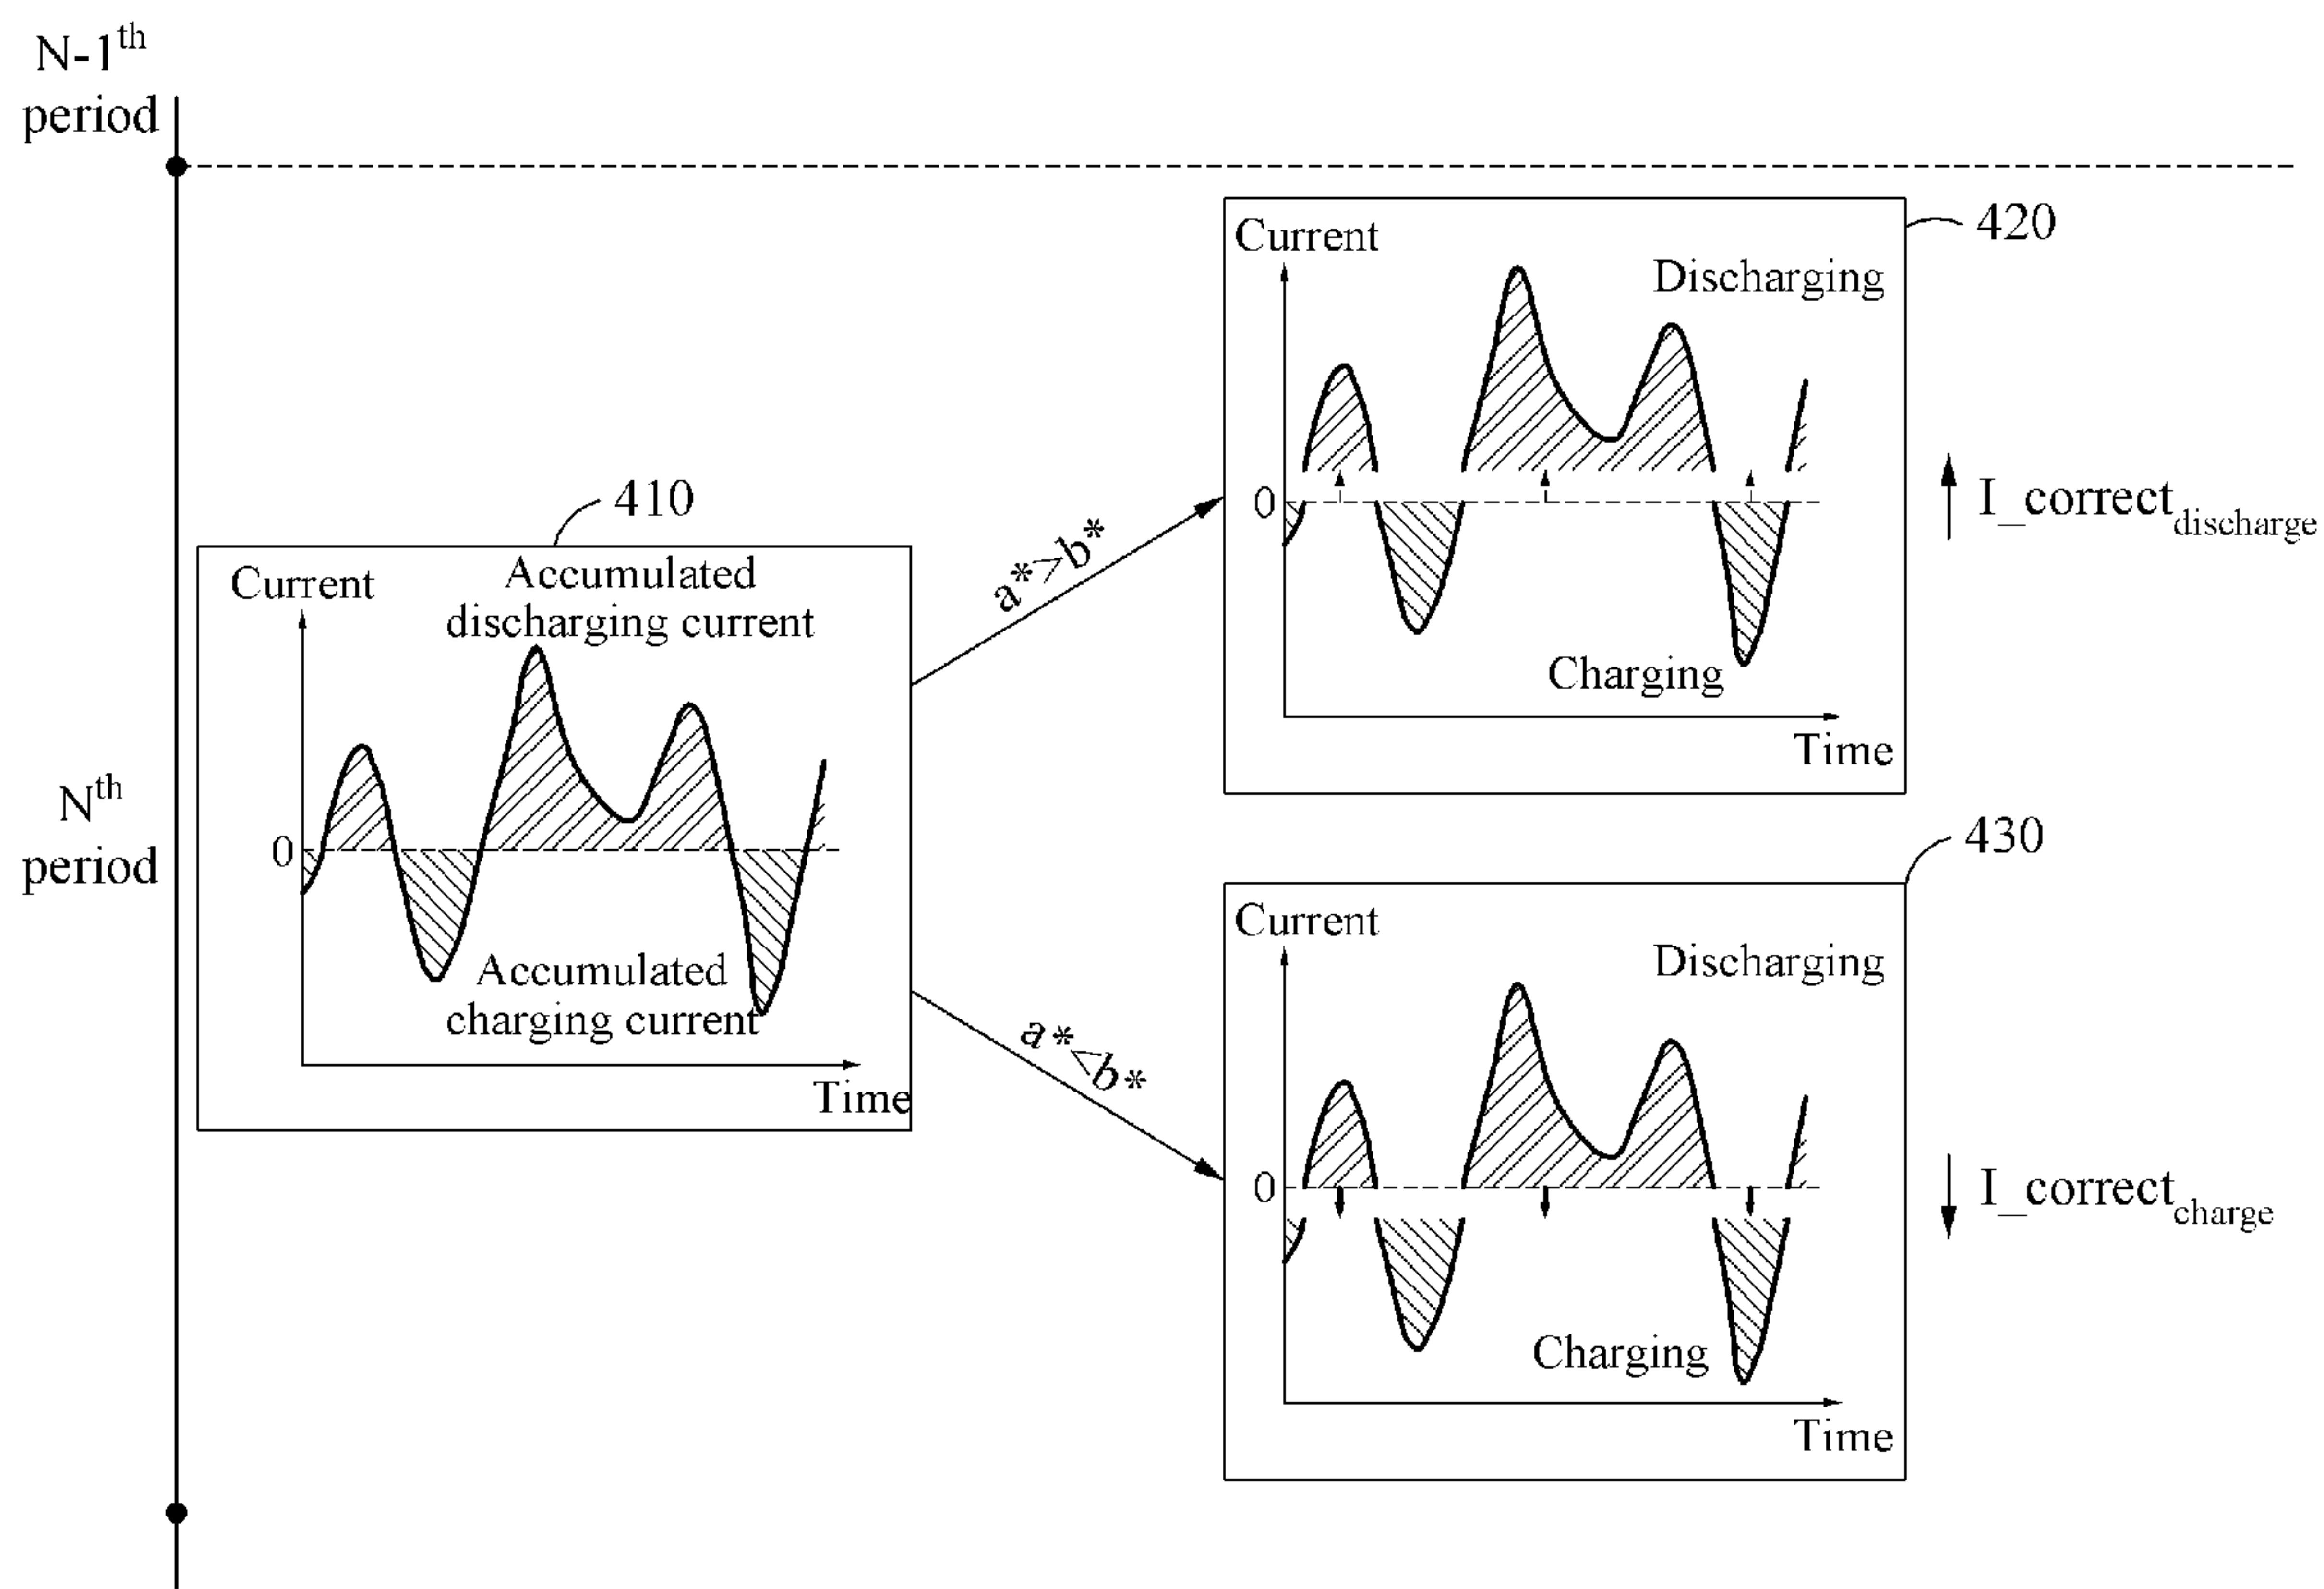 N-1th
period
420
Current
Discharging
0
Charging
Time
I_correctdischarge
410
Current
Accumulated
discharging current
0
Accumulated
charging current
Time
a*>b*
a*<b*
Nth
period
430
Current
Discharging
0
Charging
Time
I_correctcharge